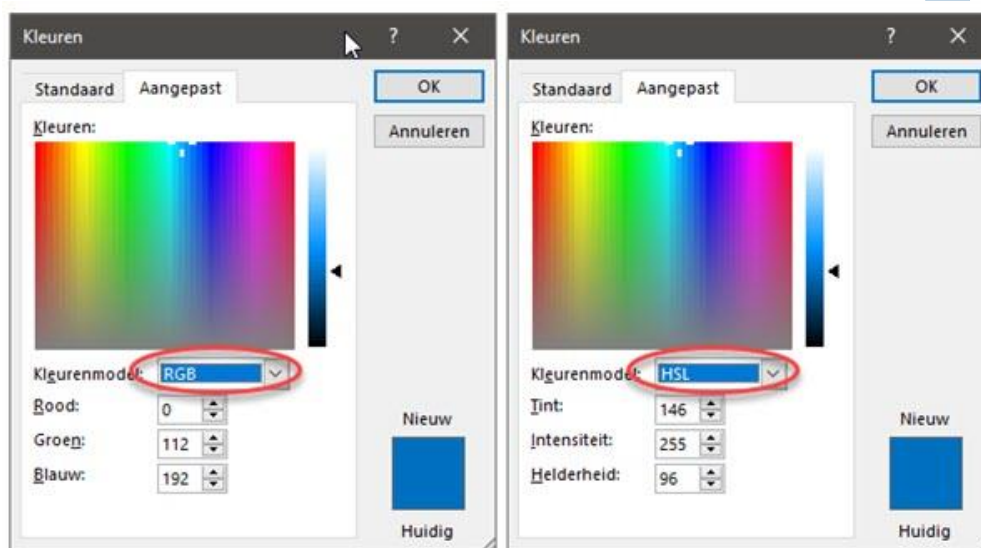 Kleuren ? ×
Standaard Aangepast OK
Kleuren: Annuleren
Kleurenmodel: RGB
Rood: 0
Groen: 112
Blauw: 192
Nieuw
Huidig
Kleuren ? ×
Standaard Aangepast OK
Kleuren: Annuleren
Kleurenmodel: HSL
Tint: 146
Intensiteit: 255
Helderheid: 96
Nieuw
Huidig